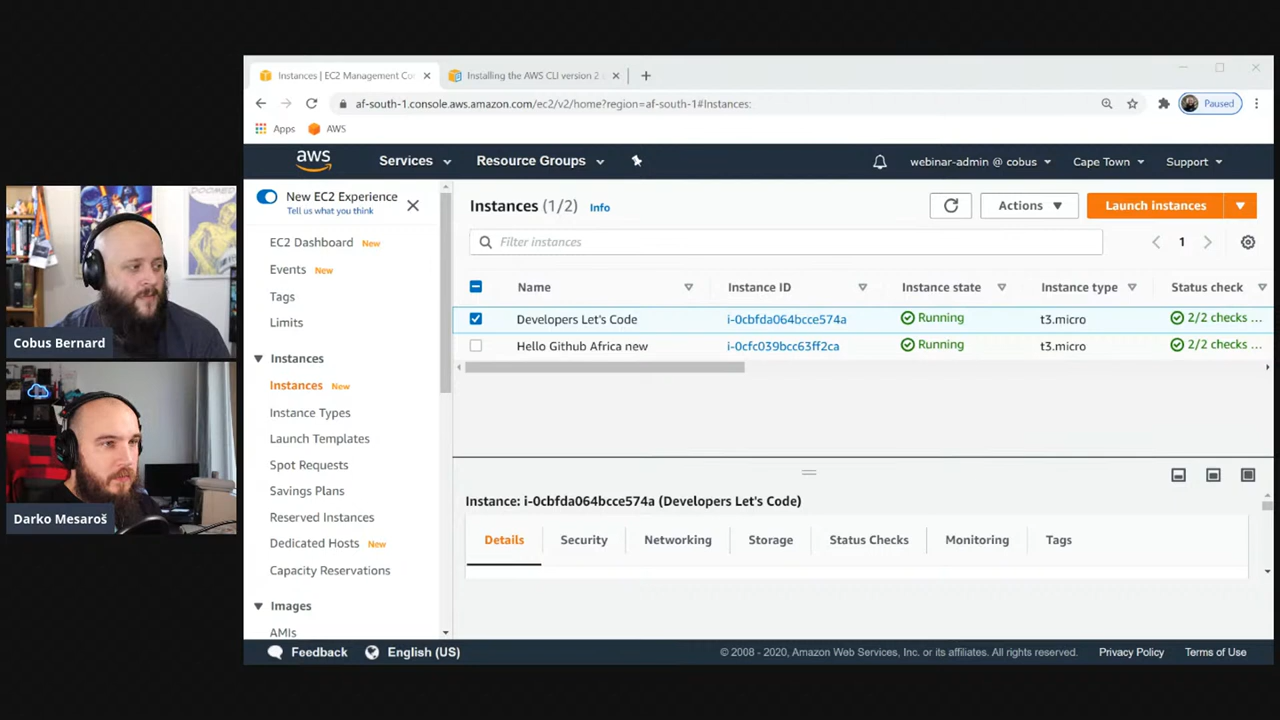 Instances | EC2 Management Co
Installing the AWS CLI version 2
af-south-1.console.aws.amazon.com/ec2/v2/home?region=af-south-1#Instances:
Paused
Apps
AWS
aws
Services
Resource Groups
webinar-admin @ cobus
Cape Town
Support
New EC2 Experience
Tell us what you think
EC2 Dashboard New
Events New
Tags
Limits
Instances
Instances New
Instance Types
Launch Templates
Spot Requests
Savings Plans
Reserved Instances
Dedicated Hosts New
Capacity Reservations
Images
AMIs
Instances (1/2) Info
Actions
Launch instances
Filter instances
1
Name Instance ID Instance state Instance type Status check
Developers Let's Code i-0cbfda064bcce574a Running t3.micro 2/2 checks ...
Hello Github Africa new i-0cfc039bcc63ff2ca Running t3.micro 2/2 checks ...
Instance: i-0cbfda064bcce574a (Developers Let's Code)
Details Security Networking Storage Status Checks Monitoring Tags
Feedback English (US)
© 2008 - 2020, Amazon Web Services, Inc. or its affiliates. All rights reserved. Privacy Policy Terms of Use
DOOMED
Cobus Bernard
Darko Mesaroš